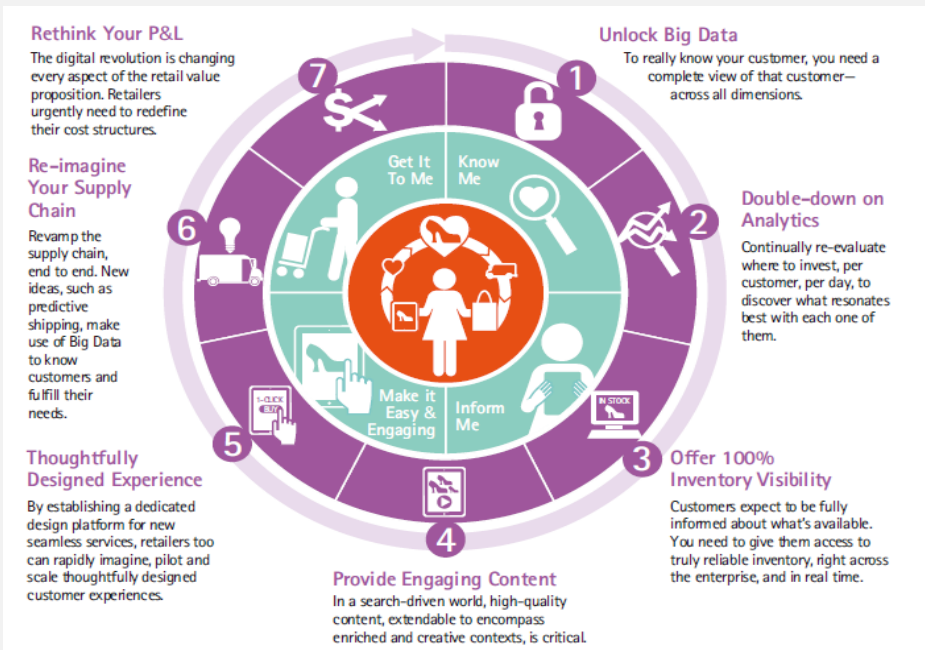 Rethink Your P&L
The digital revolution is changing
every aspect of the retail value
proposition. Retailers
urgently need to redefine
their cost structures.
Unlock Big Data
To really know your customer, you need a
complete view of that customer—
across all dimensions.
7
1
Get It
To Me
Know
Me
Re-imagine
Your Supply
Chain
Revamp the
supply chain,
end to end. New
ideas, such as
predictive
shipping, make
use of Big Data
to know
customers and
fulfill their
needs.
6
2
Double-down on
Analytics
Continually re-evaluate
where to invest, per
customer, per day, to
discover what resonates
best with each one of
them.
Make it
Easy &
Engaging
Inform
Me
1-CLICK
BUY
IN STOCK
5
3
Thoughtfully
Designed Experience
By establishing a dedicated
design platform for new
seamless services, retailers too
can rapidly imagine, pilot and
scale thoughtfully designed
customer experiences.
Offer 100%
Inventory Visibility
Customers expect to be fully
informed about what's available.
You need to give them access to
truly reliable inventory, right across
the enterprise, and in real time.
4
Provide Engaging Content
In a search-driven world, high-quality
content, extendable to encompass
enriched and creative contexts, is critical.